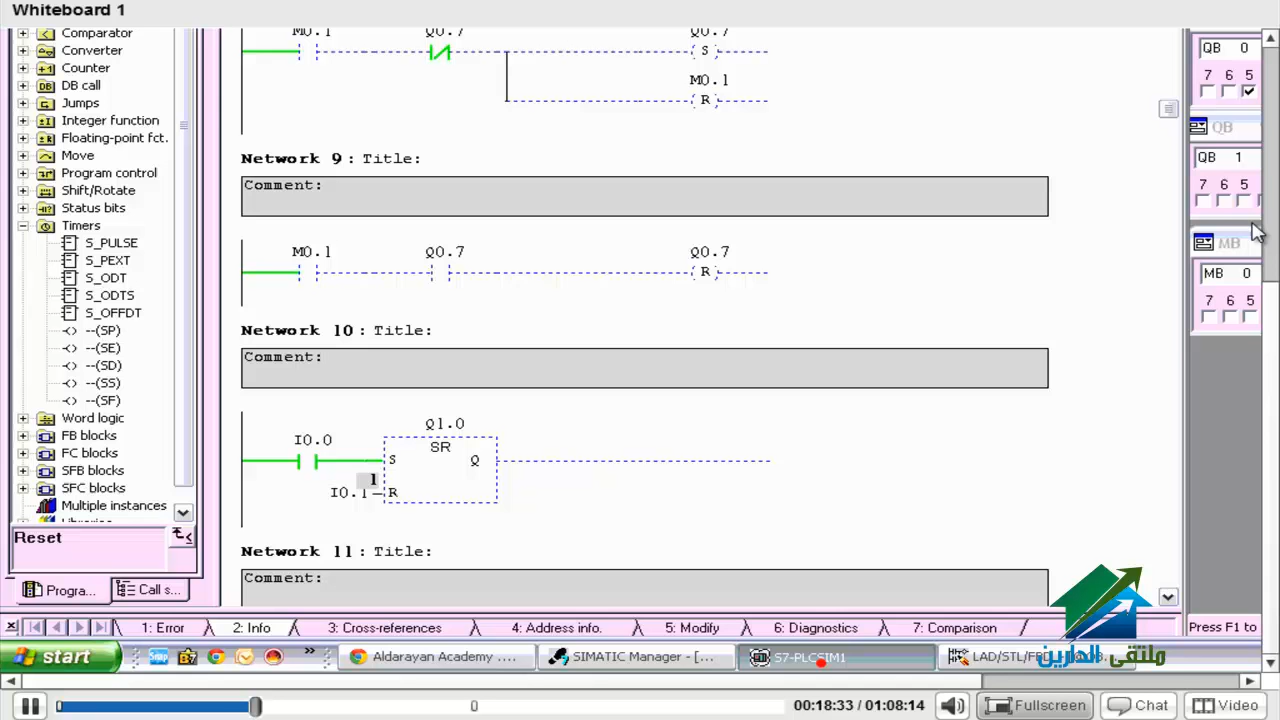 Whiteboard 1
Comparator
Converter
Counter
DB call
Jumps
Integer function
Floating-point fct.
Move
Program control
Shift/Rotate
Status bits
Timers
S_PULSE
S_PEXT
S_ODT
S_ODTS
S_OFFDT
--(SP)
--(SE)
--(SD)
--(SS)
--(SF)
Word logic
FB blocks
FC blocks
SFB blocks
SFC blocks
Multiple instances
Reset
Progra...
Call s...
M0.1 Q0.7 Q0.7
S
M0.1
R
Network 9 : Title:
Comment:
M0.1 Q0.7 Q0.7
R
Network 10 : Title:
Comment:
Q1.0
I0.0 SR
S Q
1
I0.1 R
Network 11 : Title:
Comment:
QB 0
7 6 5
QB
QB 1
7 6 5
MB
MB 0
7 6 5
1: Error
2: Info
3: Cross-references
4: Address info.
5: Modify
6: Diagnostics
7: Comparison
Press F1 to
start
Aldarayan Academy ....
SIMATIC Manager - [...
S7-PLCSIM1
LAD/STL/FBD
ملتقى الدارين
0
00:18:33 / 01:08:14
Fullscreen
Chat
Video